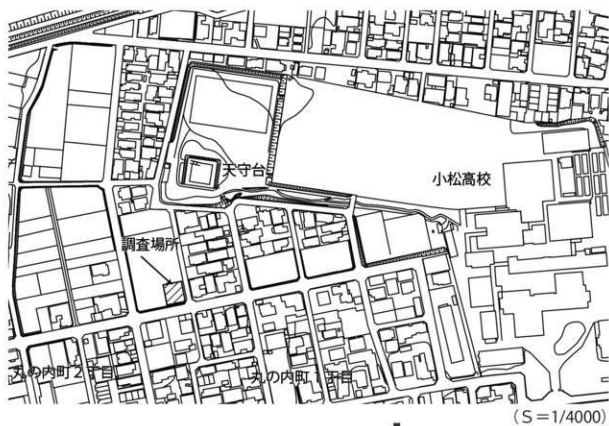 天守台
小松高校
調査場所
丸の内町2丁目
丸の内町1丁目
(S=1/4000)